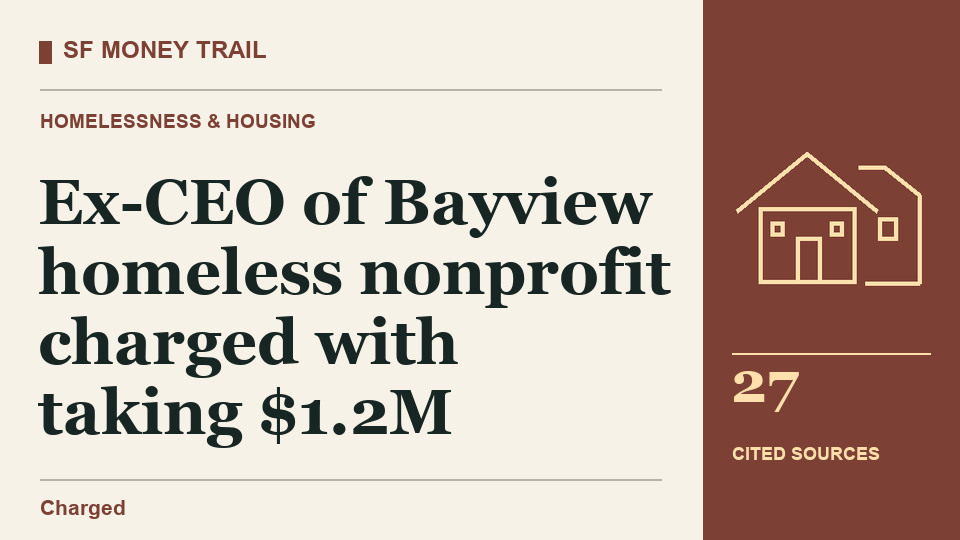 SF MONEY TRAIL
HOMELESSNESS & HOUSING
Ex-CEO of Bayview
homeless nonprofit
charged with
taking $1.2M
Charged
27
CITED SOURCES